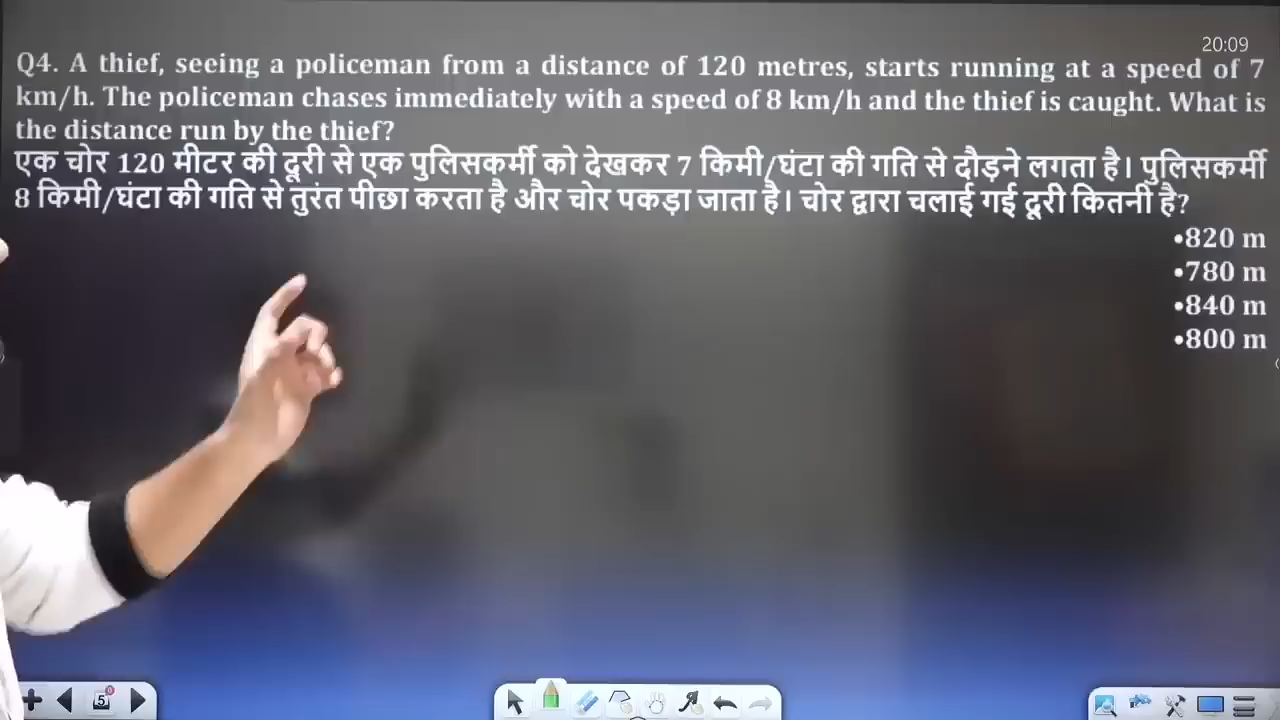 20:09
Q4. A thief, seeing a policeman from a distance of 120 metres, starts running at a speed of 7
km/h. The policeman chases immediately with a speed of 8 km/h and the thief is caught. What is
the distance run by the thief?
एक चोर 120 मीटर की दूरी से एक पुलिसकर्मी को देखकर 7 किमी/घंटा की गति से दौड़ने लगता है। पुलिसकर्मी
8 किमी/घंटा की गति से तुरंत पीछा करता है और चोर पकड़ा जाता है। चोर द्वारा चलाई गई दूरी कितनी है?
•820 m
•780 m
•840 m
•800 m
5